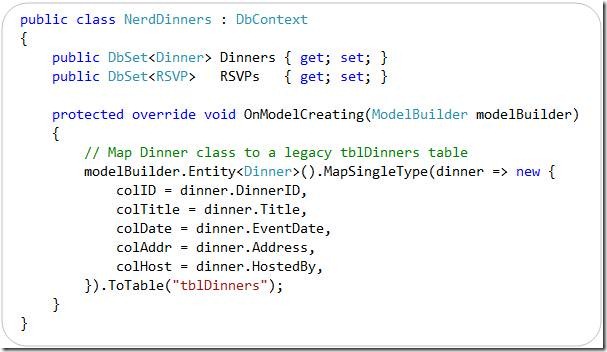 public class NerdDinners : DbContext
{
    public DbSet<Dinner> Dinners { get; set; }
    public DbSet<RSVP>   RSVPs   { get; set; }

    protected override void OnModelCreating(ModelBuilder modelBuilder)
    {
        // Map Dinner class to a legacy tblDinners table
        modelBuilder.Entity<Dinner>().MapSingleType(dinner => new {
            colID = dinner.DinnerID,
            colTitle = dinner.Title,
            colDate = dinner.EventDate,
            colAddr = dinner.Address,
            colHost = dinner.HostedBy,
        }).ToTable("tblDinners");
    }
}